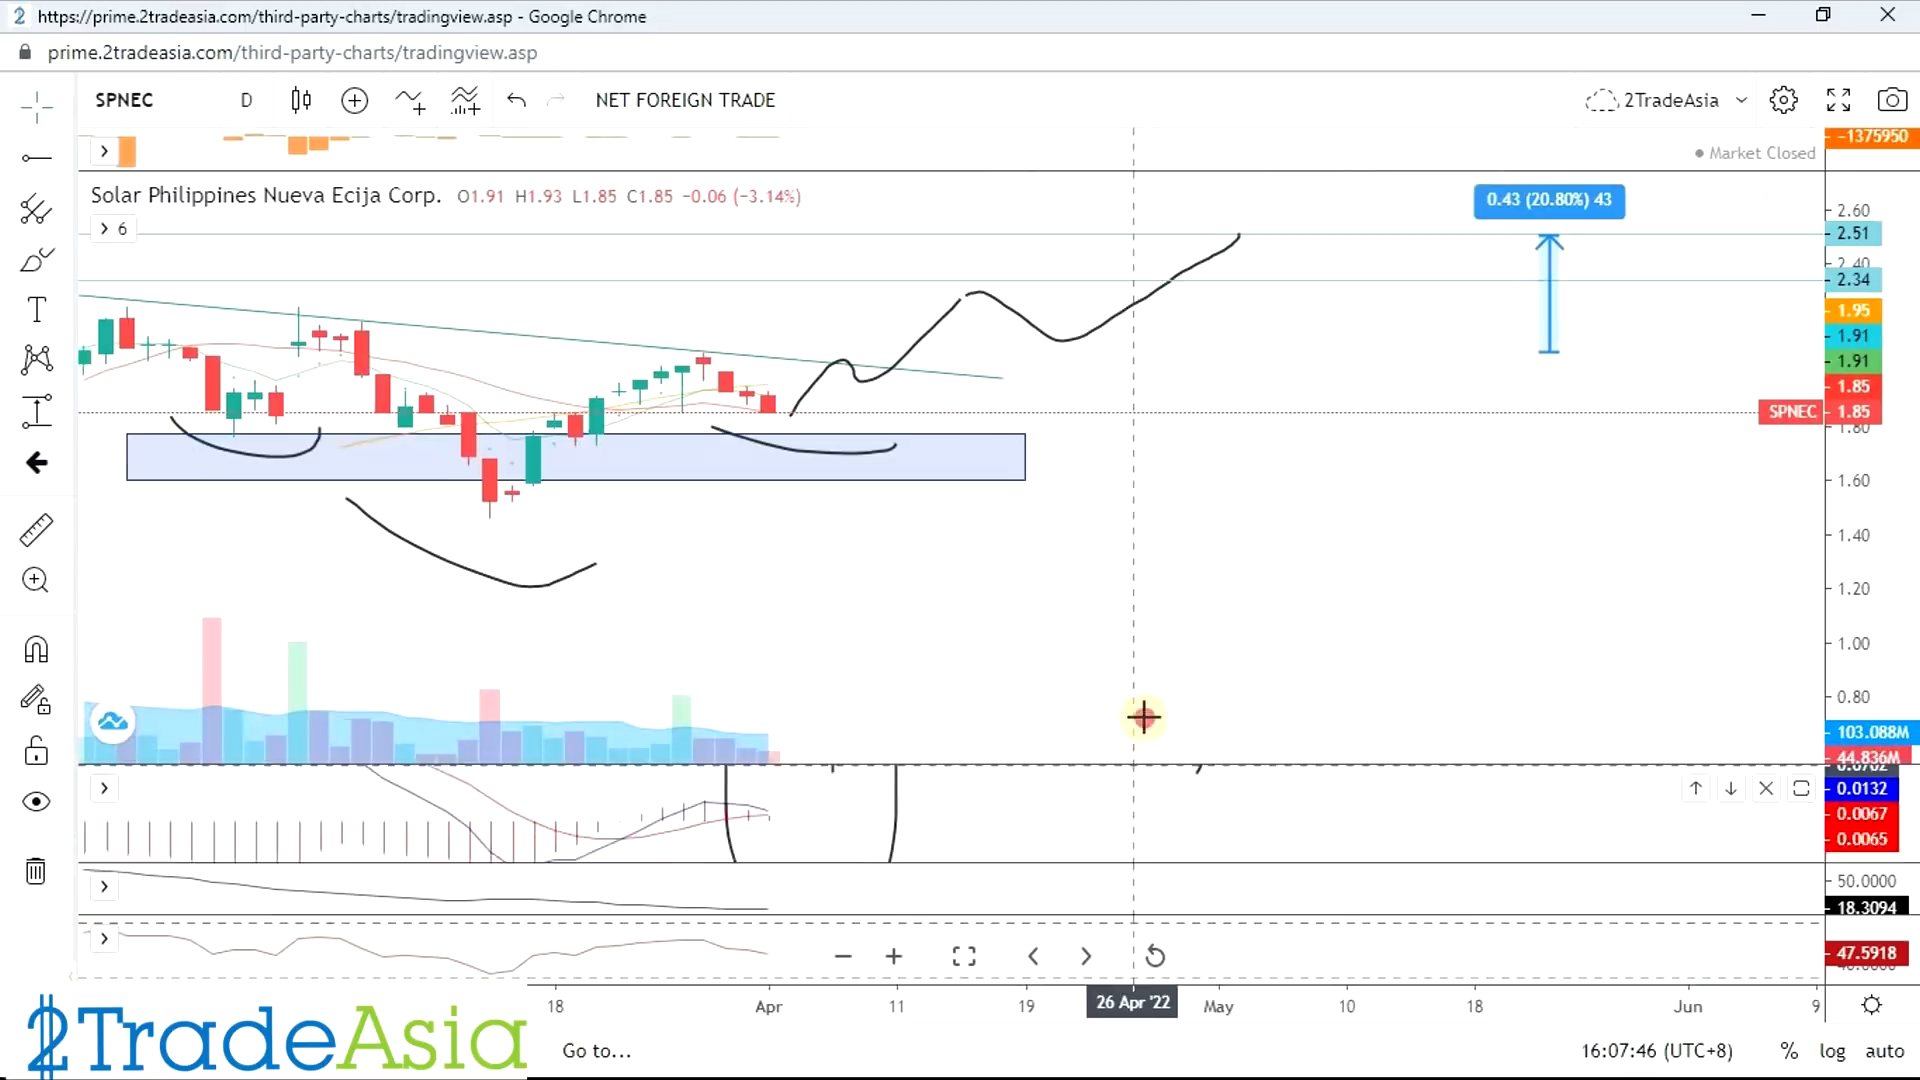 https://prime.2tradeasia.com/third-party-charts/tradingview.asp - Google Chrome
prime.2tradeasia.com/third-party-charts/tradingview.asp
SPNEC D NET FOREIGN TRADE 2TradeAsia
-1375950
Market Closed
Solar Philippines Nueva Ecija Corp. O1.91 H1.93 L1.85 C1.85 -0.06 (-3.14%)
0.43 (20.80%) 43
6
2.60
2.51
2.40
2.34
1.95
1.91
1.91
1.85
SPNEC 1.85
1.80
1.60
1.40
1.20
1.00
0.80
103.088M
44.836M
0.0132
0.0067
0.0065
50.0000
18.3094
47.5918
18 Apr 11 19 26 Apr '22 May 10 18 Jun 9
2TradeAsia
Go to...
16:07:46 (UTC+8) % log auto